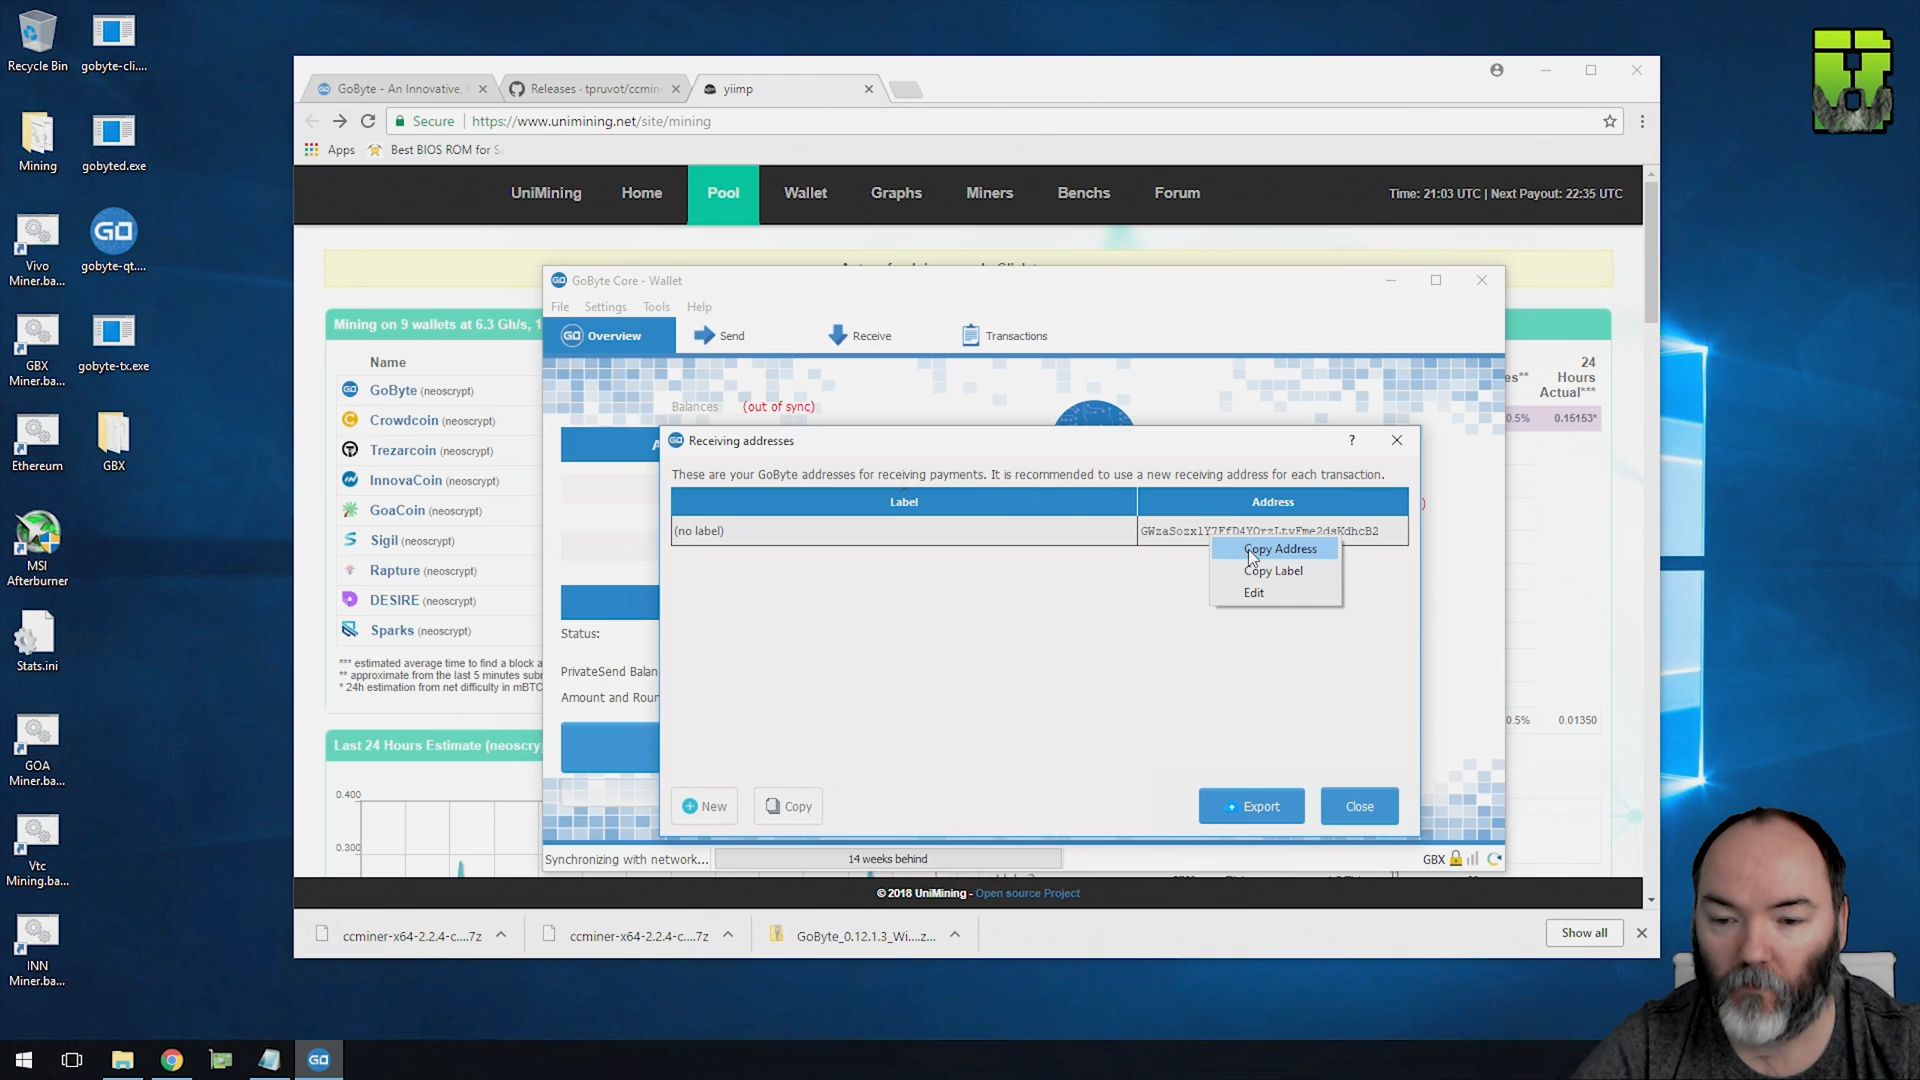 Recycle Bin
gobyte-cli....
Mining
gobyted.exe
Vivo
Miner.ba...
gobyte-qt....
GBX
Miner.ba...
gobyte-tx.exe
Ethereum
GBX
MSI
Afterburner
Stats.ini
GOA
Miner.ba...
Vtc
Mining.ba...
INN
Miner.ba...
GoByte - An Innovative,
Releases · tpruvot/ccmin
yiimp
Secure
https://www.unimining.net/site/mining
Apps
Best BIOS ROM for S
UniMining
Home
Pool
Wallet
Graphs
Miners
Benchs
Forum
Time: 21:03 UTC | Next Payout: 22:35 UTC
Mining on 9 wallets at 6.3 Gh/s, 1
Name
GoByte (neoscrypt)
Crowdcoin (neoscrypt)
Trezarcoin (neoscrypt)
InnovaCoin (neoscrypt)
GoaCoin (neoscrypt)
Sigil (neoscrypt)
Rapture (neoscrypt)
DESIRE (neoscrypt)
Sparks (neoscrypt)
*** estimated average time to find a block a
** approximate from the last 5 minutes sub
* 24h estimation from net difficulty in mBTC
Last 24 Hours Estimate (neoscry
0.400
0.300
es**
24
Hours
Actual***
0.5%
0.15153*
0.5%
0.01350
GoByte Core - Wallet
File
Settings
Tools
Help
GO Overview
Send
Receive
Transactions
Balances
(out of sync)
Status:
PrivateSend Balan
Amount and Roun
Receiving addresses
?
These are your GoByte addresses for receiving payments. It is recommended to use a new receiving address for each transaction.
Label
Address
(no label)
Copy Address
Copy Label
Edit
New
Copy
Export
Close
Synchronizing with network...
14 weeks behind
GBX
© 2018 UniMining - Open source Project
ccminer-x64-2.2.4-c....7z
ccminer-x64-2.2.4-c....7z
GoByte_0.12.1.3_Wi....z...
Show all